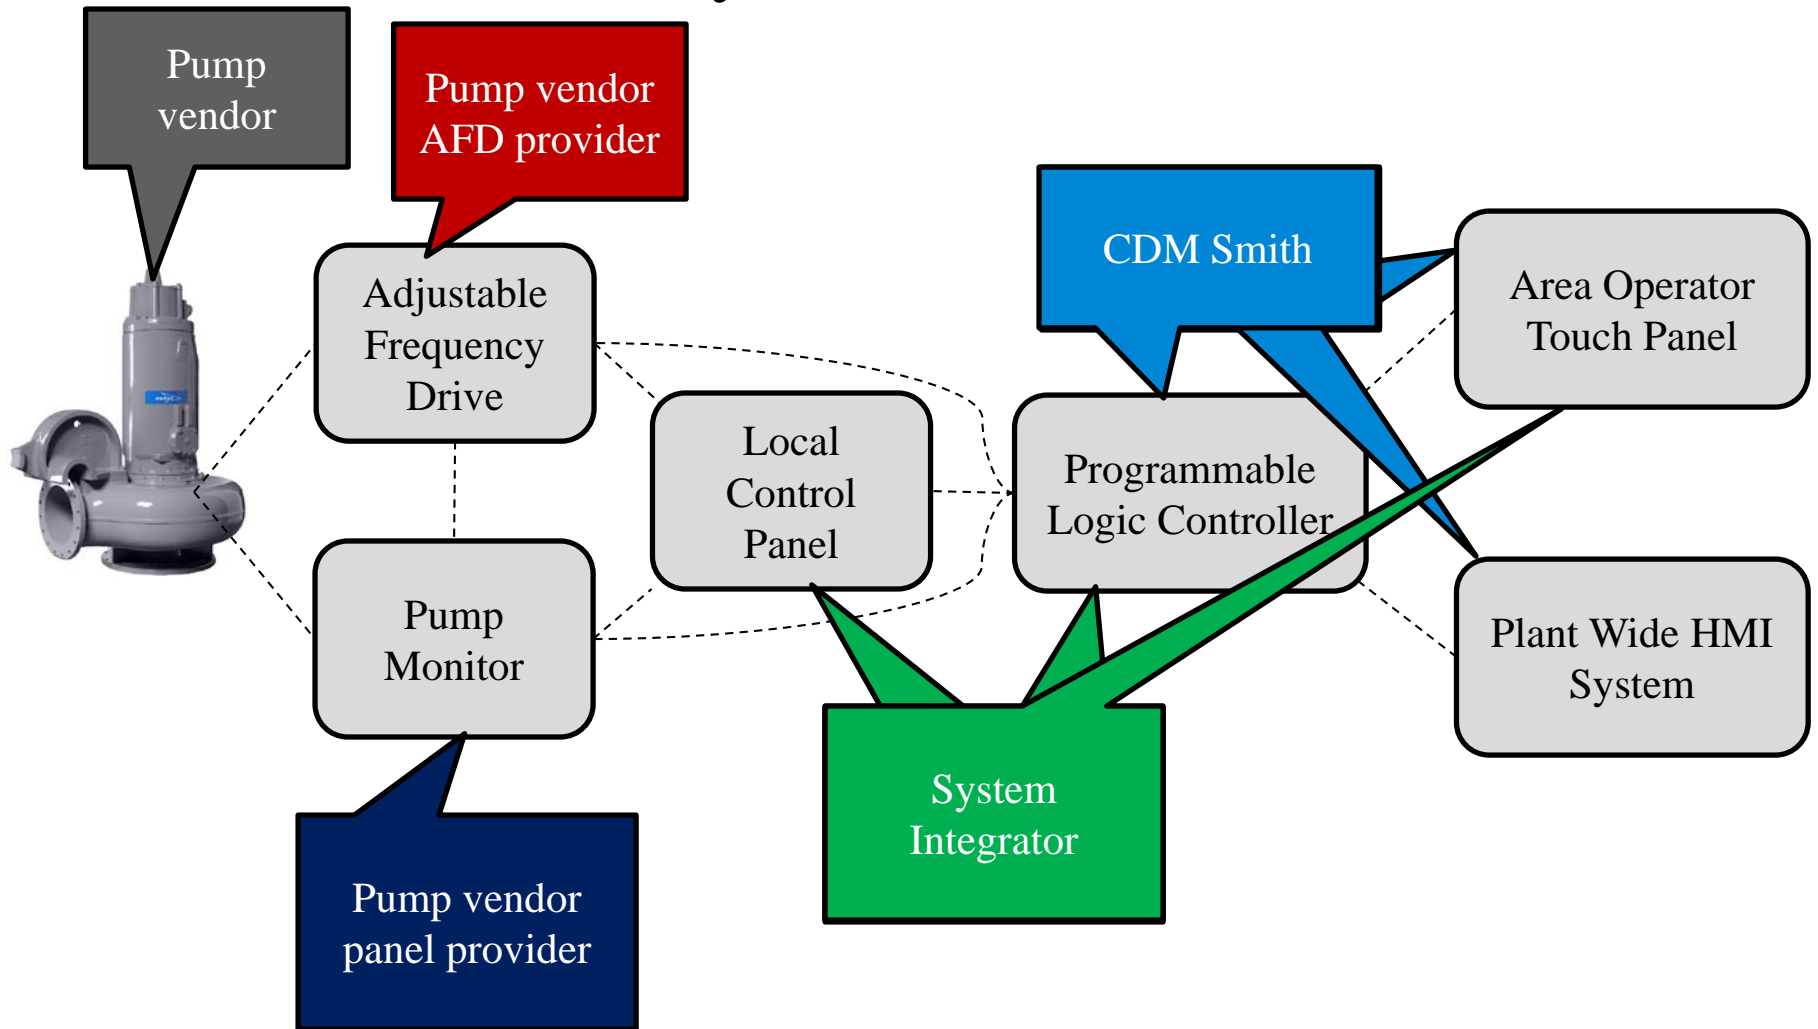 Pump
vendor
Pump vendor
AFD provider
CDM Smith
Area Operator
Touch Panel
Adjustable
Frequency
Drive
Local
Control
Panel
Programmable
Logic Controller
Pump
Monitor
Plant Wide HMI
System
System
Integrator
Pump vendor
panel provider